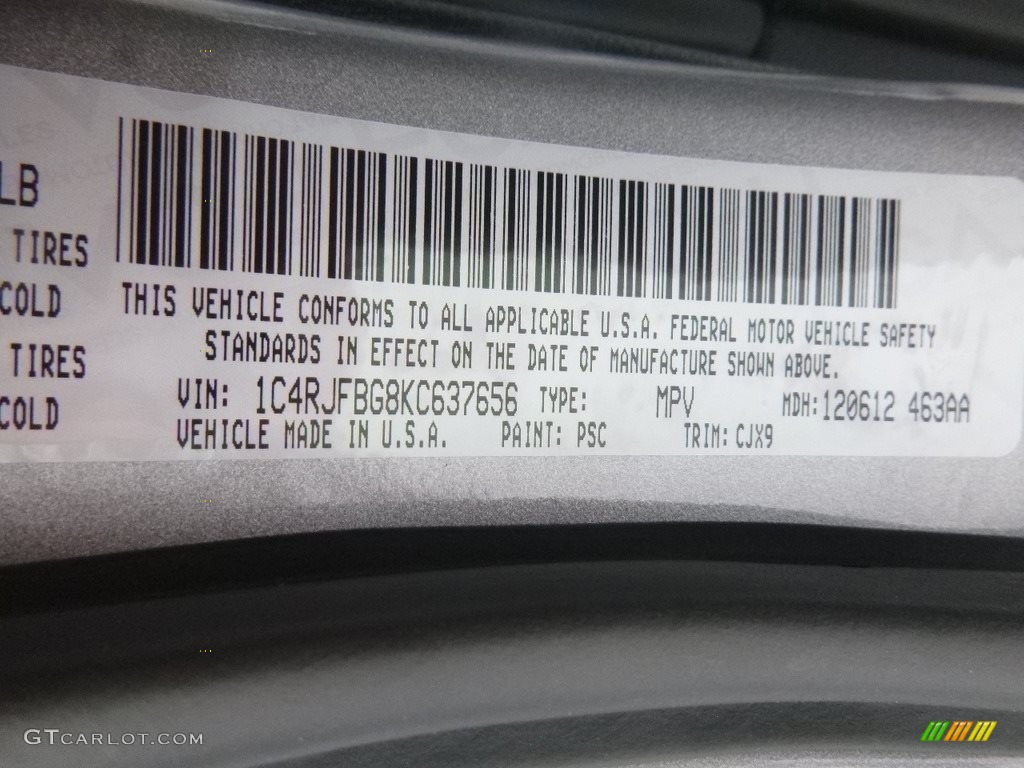 LB
TIRES
COLD
TIRES
COLD
THIS VEHICLE CONFORMS TO ALL APPLICABLE U.S.A. FEDERAL MOTOR VEHICLE SAFETY
STANDARDS IN EFFECT ON THE DATE OF MANUFACTURE SHOWN ABOVE.
VIN: 1C4RJFBG8KC637656 TYPE: MPV MDH:120612 463AA
VEHICLE MADE IN U.S.A. PAINT: PSC TRIM: CJX9
GTCARLOT.COM